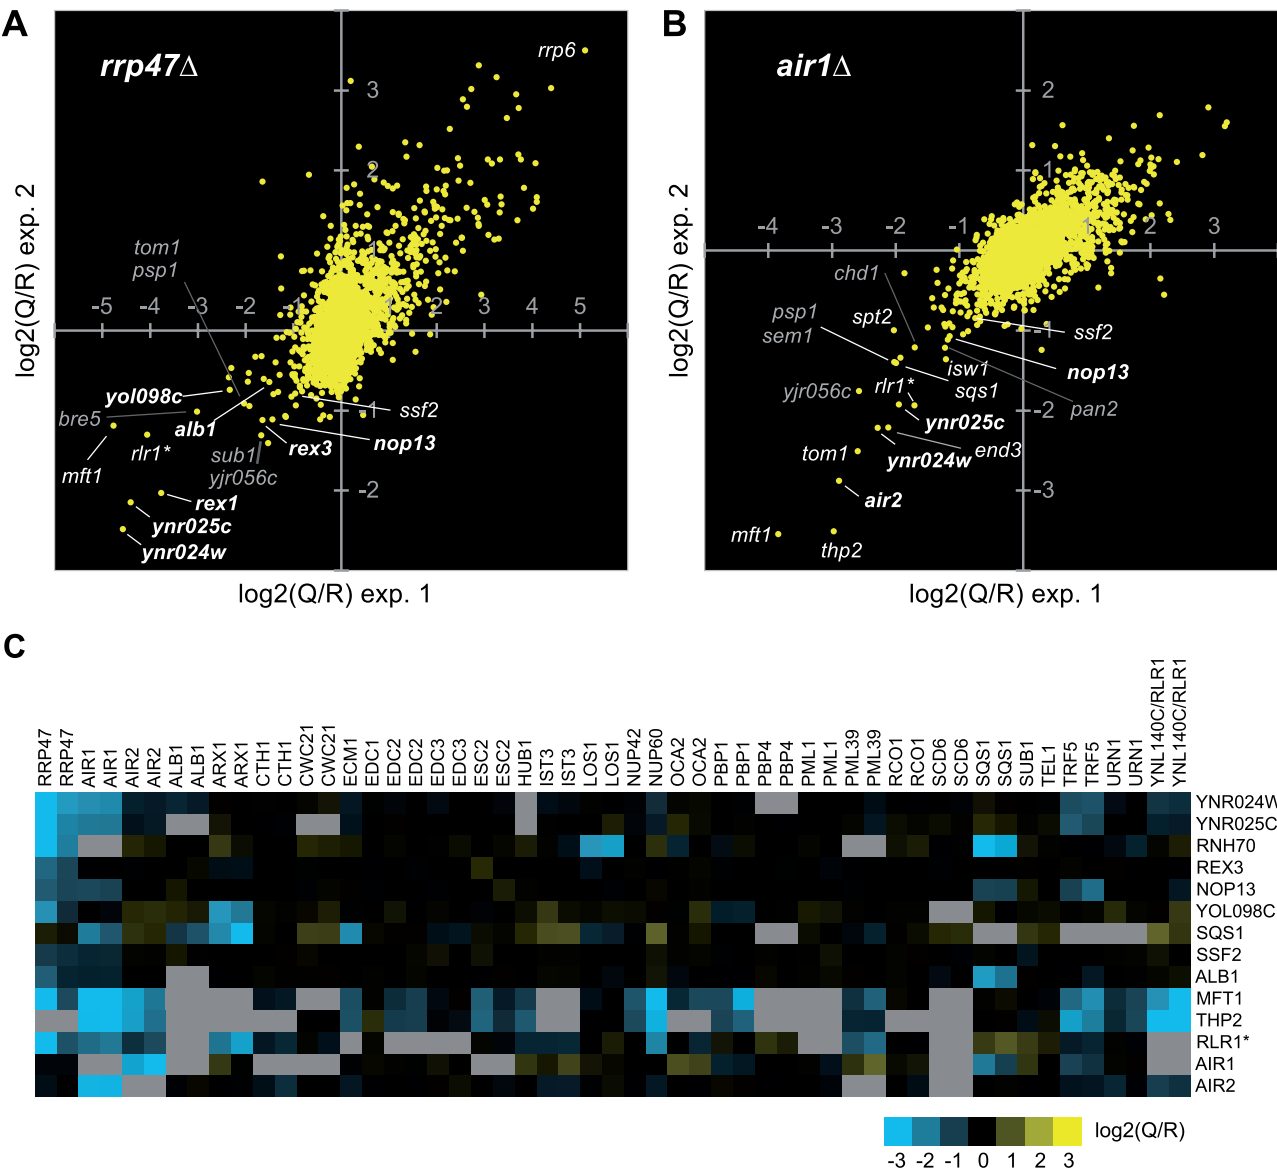 A
rrp47Δ
rrp6
3
2
1
-5
-4
-3
-2
-1
1
2
3
4
5
-1
-2
tom1
psp1
yol098c
bre5
alb1
mft1
rlr1*
sub1
yjr056c
rex3
nop13
ssf2
rex1
ynr025c
ynr024w
log2(Q/R) exp. 2
log2(Q/R) exp. 1
B
air1Δ
2
1
-4
-3
-2
-1
1
2
3
-1
-2
-3
chd1
psp1
sem1
spt2
ssf2
isw1
nop13
yjr056c
rlr1*
sqs1
pan2
ynr025c
end3
tom1
ynr024w
air2
mft1
thp2
log2(Q/R) exp. 2
log2(Q/R) exp. 1
C
RRP47
RRP47
AIR1
AIR1
AIR2
AIR2
ALB1
ALB1
ARX1
ARX1
CTH1
CTH1
CWC21
CWC21
ECM1
EDC1
EDC2
EDC2
EDC3
EDC3
ESC2
ESC2
HUB1
IST3
IST3
LOS1
LOS1
NUP42
NUP60
OCA2
OCA2
PBP1
PBP1
PBP4
PBP4
PML1
PML1
PML39
PML39
RCO1
RCO1
SCD6
SCD6
SQS1
SQS1
SUB1
TEL1
TRF5
TRF5
URN1
URN1
YNL140C/RLR1
YNL140C/RLR1
YNR024W
YNR025C
RNH70
REX3
NOP13
YOL098C
SQS1
SSF2
ALB1
MFT1
THP2
RLR1*
AIR1
AIR2
log2(Q/R)
-3 -2 -1 0 1 2 3